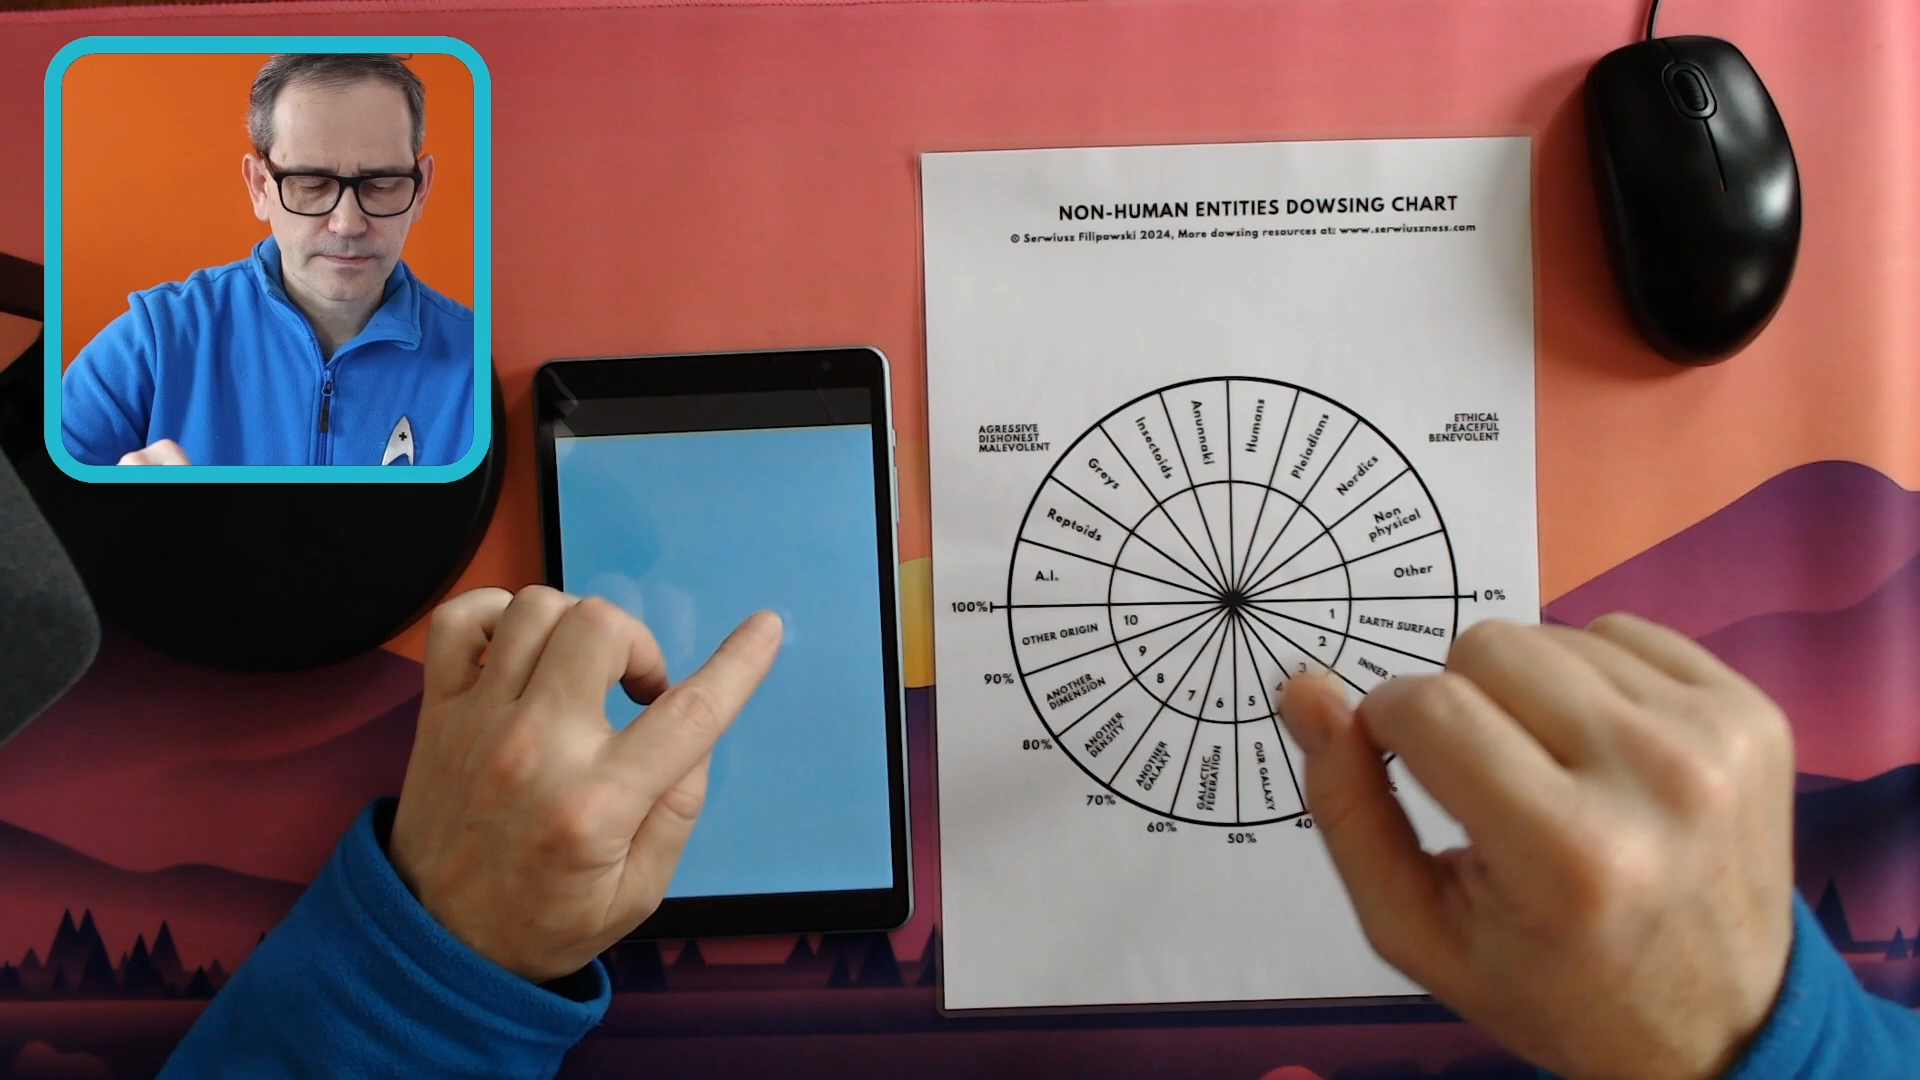 NON-HUMAN ENTITIES DOWSING CHART
© Serwiusz Filipowski 2024, More dowsing resources at: www.serwiuszness.com
AGRESSIVE
DISHONEST
MALEVOLENT
ETHICAL
PEACEFUL
BENEVOLENT
A.I.
Reptoids
Greys
Insectoids
Anunnaki
Humans
Pleiadians
Nordics
Non
physical
Other
100%
0%
1
2
3
4
5
6
7
8
9
10
EARTH SURFACE
INNER
OUR GALAXY
GALACTIC
FEDERATION
ANOTHER
GALAXY
ANOTHER
DENSITY
ANOTHER
DIMENSION
OTHER ORIGIN
90%
80%
70%
60%
50%
40